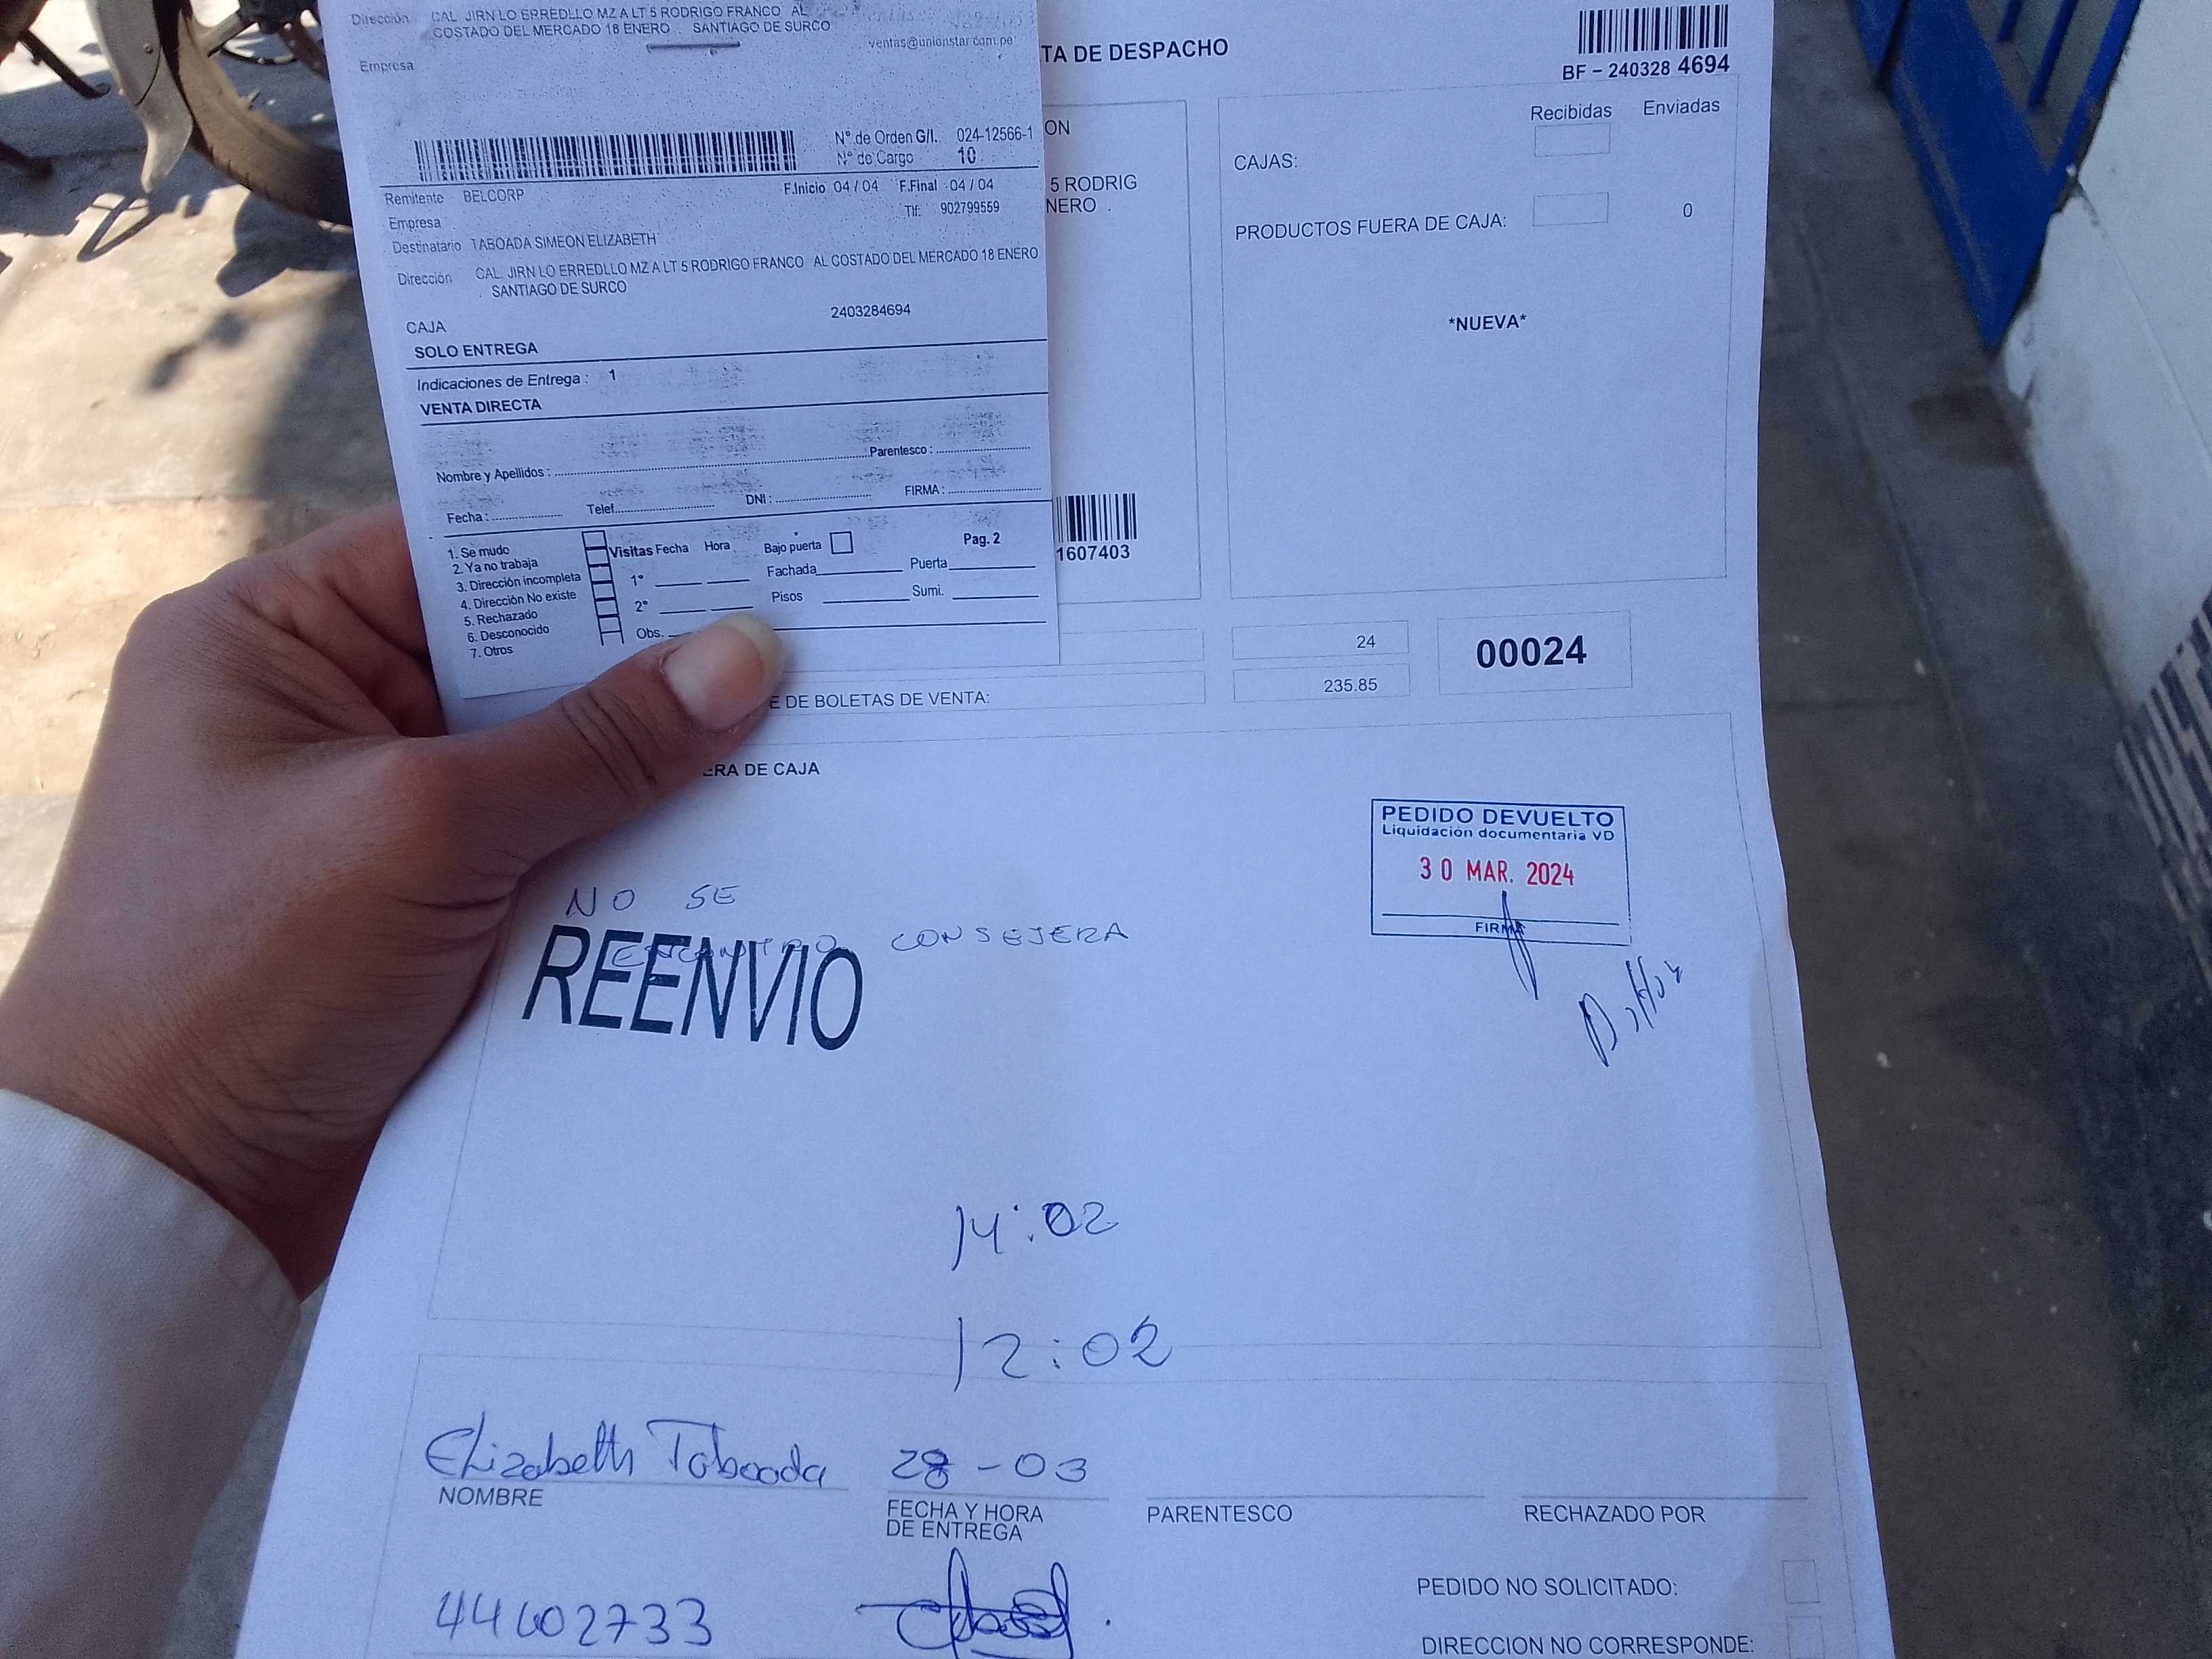 Dirección CAL JIRN LO ERREDLLO MZ A LT 5 RODRIGO FRANCO AL
COSTADO DEL MERCADO 18 ENERO . SANTIAGO DE SURCO
ventas@unionstar.com.pe
Empresa
N° de Orden G/I. 024-12566-1
N° de Cargo 10
Remitente BELCORP F.Inicio 04 / 04 F.Final 04 / 04
Empresa Tlf: 902799559
Destinatario TABOADA SIMEON ELIZABETH
Dirección CAL. JIRN LO ERREDLLO MZ A LT 5 RODRIGO FRANCO AL COSTADO DEL MERCADO 18 ENERO
. SANTIAGO DE SURCO
CAJA 2403284694
SOLO ENTREGA
Indicaciones de Entrega : 1
VENTA DIRECTA
Nombre y Apellidos : Parentesco :
Fecha : Telef. DNI : FIRMA :
1. Se mudo
2. Ya no trabaja
3. Dirección incompleta
4. Dirección No existe
5. Rechazado
6. Desconocido
7. Otros
Visitas Fecha Hora Bajo puerta Pag. 2
1° Fachada Puerta
2° Pisos Sumi.
Obs.
TA DE DESPACHO
BF – 240328 4694
ON
5 RODRIG
NERO .
1607403
Recibidas Enviadas
CAJAS:
PRODUCTOS FUERA DE CAJA: 0
*NUEVA*
24
00024
E DE BOLETAS DE VENTA: 235.85
ERA DE CAJA
PEDIDO DEVUELTO
Liquidación documentaria VD
30 MAR. 2024
FIRMA
NO SE
ENCONTRO CONSEJERA
REENVIO
14:02
12:02
Elizabeth Taboada 28-03
NOMBRE
FECHA Y HORA
DE ENTREGA
PARENTESCO
RECHAZADO POR
44602733
PEDIDO NO SOLICITADO:
DIRECCION NO CORRESPONDE: